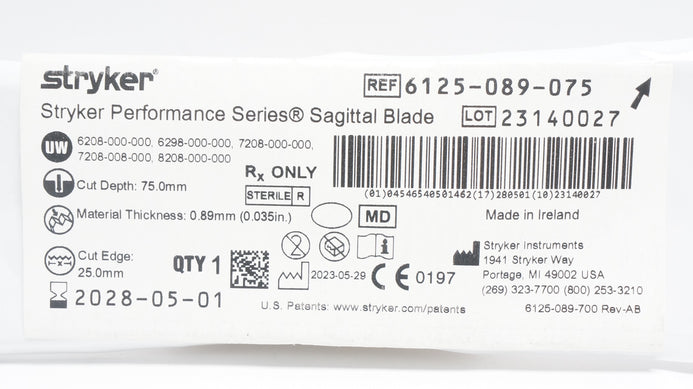 stryker®
REF 6125-089-075
Stryker Performance Series® Sagittal Blade
LOT 23140027
UW 6208-000-000, 6298-000-000, 7208-000-000,
7208-008-000, 8208-000-000
Rx ONLY
STERILE R
(01)04546540501462(17)280501(10)23140027
Cut Depth: 75.0mm
Material Thickness: 0.89mm (0.035in.)
MD
Made in Ireland
Cut Edge:
25.0mm
QTY 1
2
2023-05-29
CE 0197
Stryker Instruments
1941 Stryker Way
Portage, MI 49002 USA
(269) 323-7700 (800) 253-3210
2028-05-01
U.S. Patents: www.stryker.com/patents
6125-089-700 Rev-AB